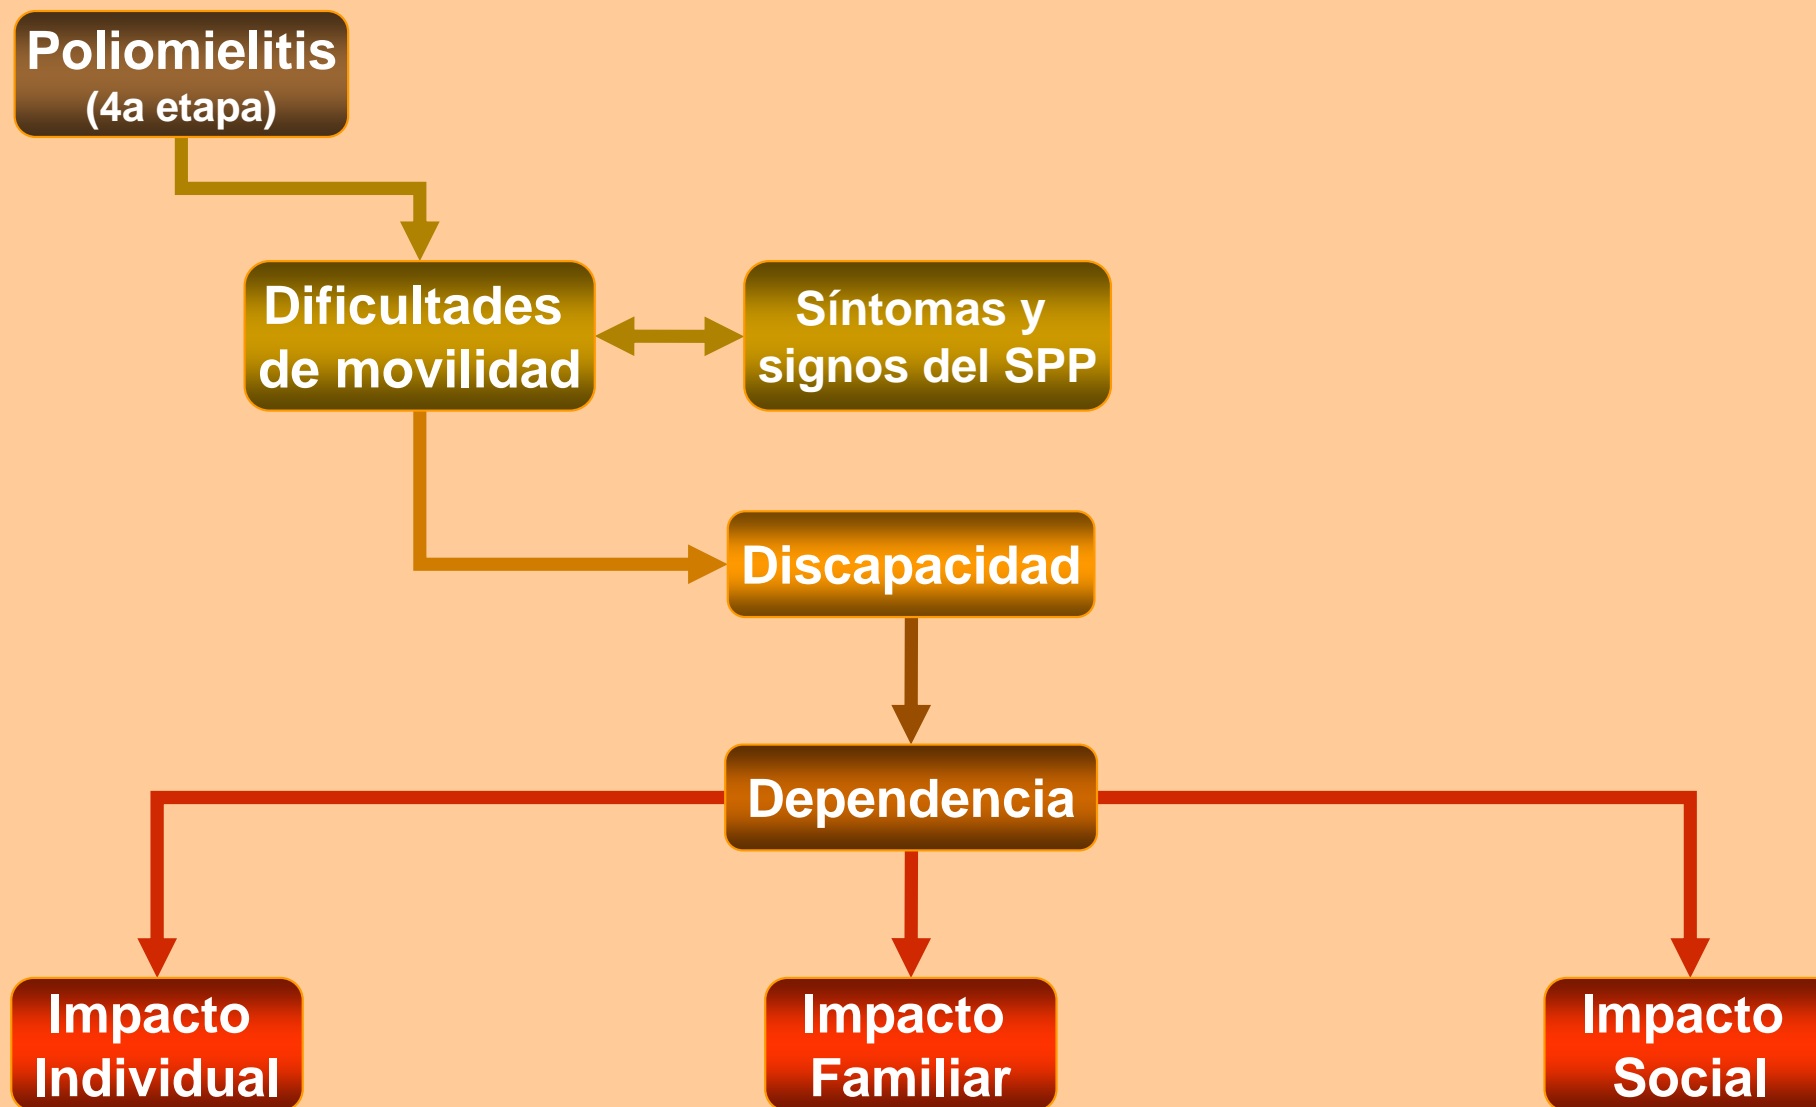 Poliomielitis
(4a etapa)
Dificultades
de movilidad
Síntomas y
signos del SPP
Discapacidad
Dependencia
Impacto
Individual
Impacto
Familiar
Impacto
Social